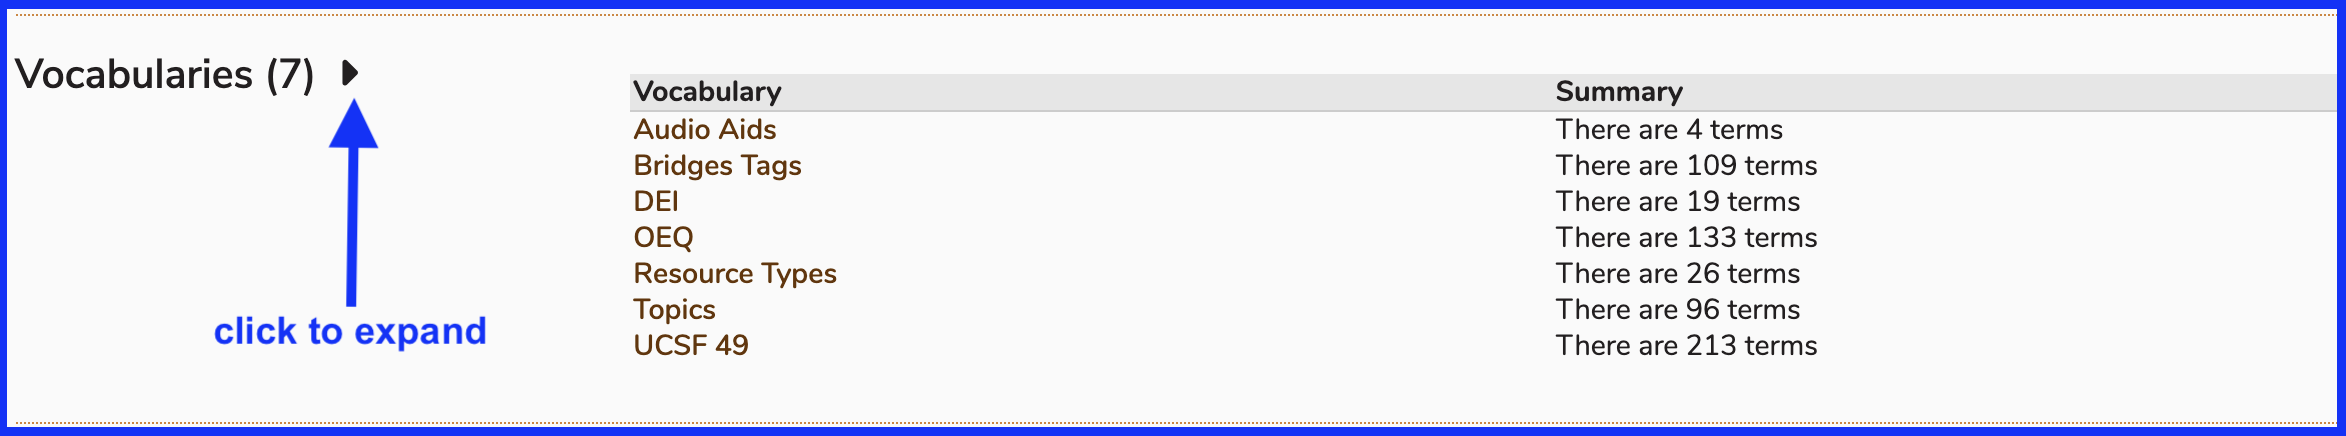 Vocabularies (7)
click to expand
Vocabulary Summary
Audio Aids There are 4 terms
Bridges Tags There are 109 terms
DEI There are 19 terms
OEQ There are 133 terms
Resource Types There are 26 terms
Topics There are 96 terms
UCSF 49 There are 213 terms